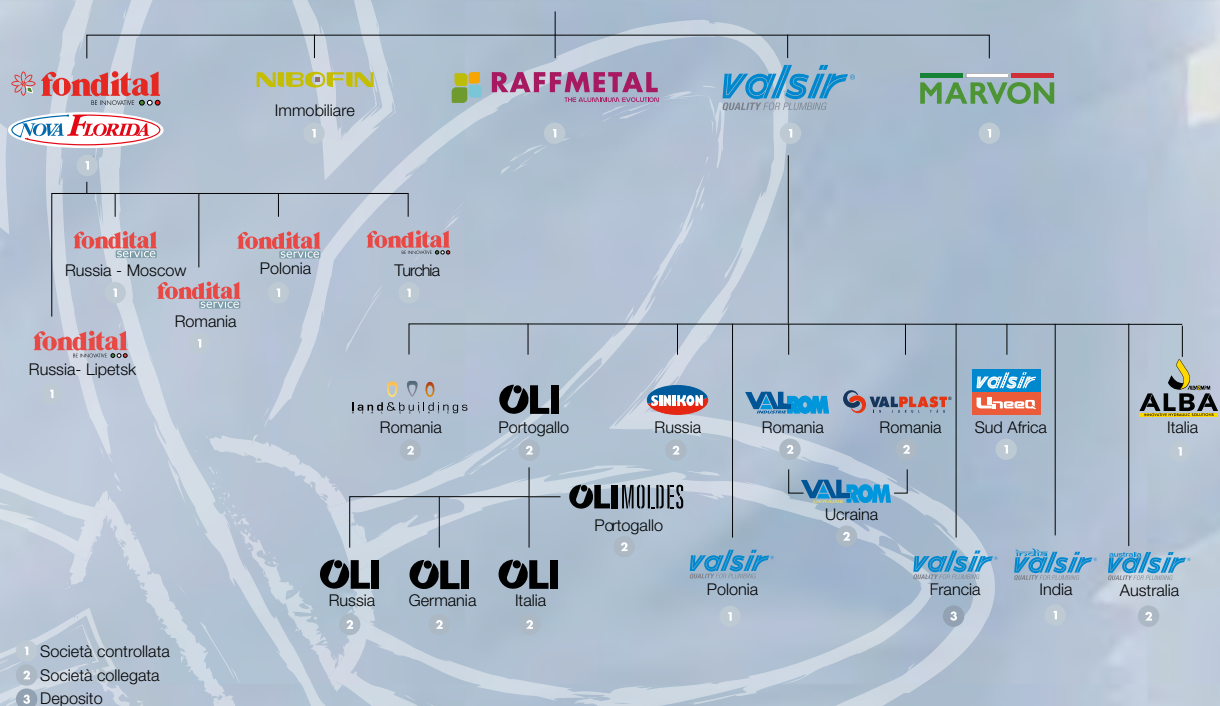 fondital
BE INNOVATIVE
NOVA FLORIDA
1
NIBOFIN
Immobiliare
1
RAFFMETAL
THE ALUMINIUM EVOLUTION
1
valsir®
QUALITY FOR PLUMBING
1
MARVON
1
fondital
service
Russia - Moscow
1
fondital
service
Romania
1
fondital
service
Polonia
1
fondital
BE INNOVATIVE
Turchia
1
fondital
BE INNOVATIVE
Russia- Lipetsk
1
land&buildings
Romania
2
OLI
Portogallo
2
SINIKON
Russia
2
VALROM
INDUSTRIE
Romania
2
VALPLAST®
Romania
2
valsir
Uneeq
Sud Africa
1
ALBA
INNOVATIVE HYDRAULIC SOLUTIONS
Italia
1
OLIMOLDES
Portogallo
2
VALROM
Ucraina
2
OLI
Russia
2
OLI
Germania
2
OLI
Italia
2
valsir®
QUALITY FOR PLUMBING
Polonia
1
valsir®
QUALITY FOR PLUMBING
Francia
3
india
valsir®
QUALITY FOR PLUMBING
India
1
australia
valsir®
QUALITY FOR PLUMBING
Australia
2
1 Società controllata
2 Società collegata
3 Deposito